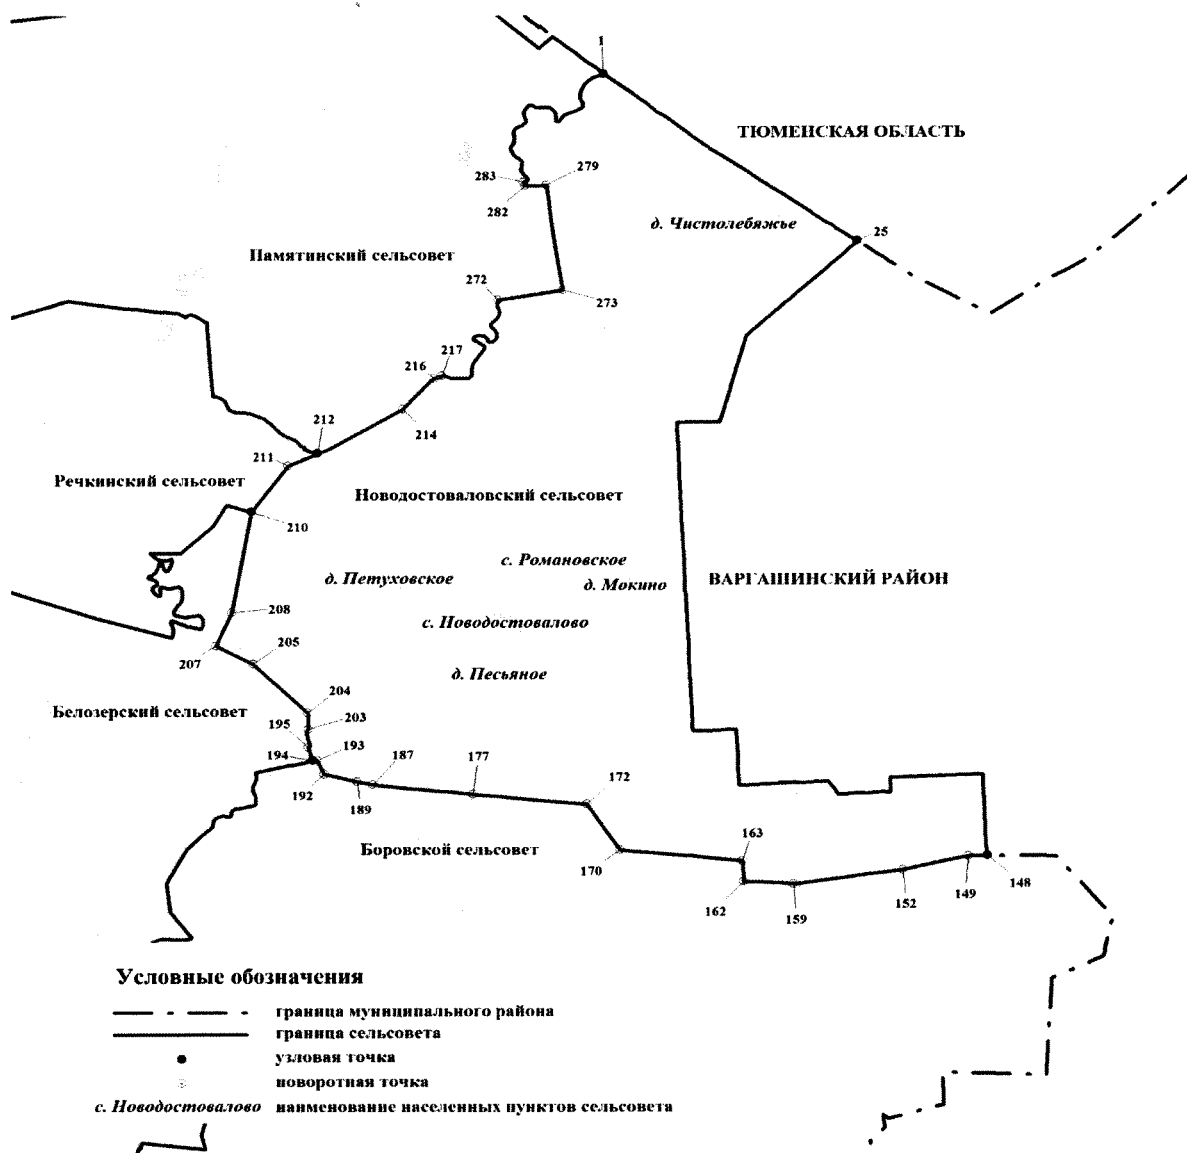 1
ТЮМЕНСКАЯ ОБЛАСТЬ
283
279
282
д. Чистолебяжье
25
Памятинский сельсовет
272
273
217
216
212
214
211
Речкинский сельсовет
Новодостоваловский сельсовет
210
с. Романовское
д. Петуховское
д. Мокино
ВАРГАШИНСКИЙ РАЙОН
208
с. Новодостовалово
205
207
д. Песьяное
204
Белозерский сельсовет
203
195
193
194
187
177
192
189
172
163
Боровской сельсовет
170
149
148
152
162
159
Условные обозначения
граница муниципального района
граница сельсовета
узловая точка
поворотная точка
с. Новодостовалово наименование населенных пунктов сельсовета